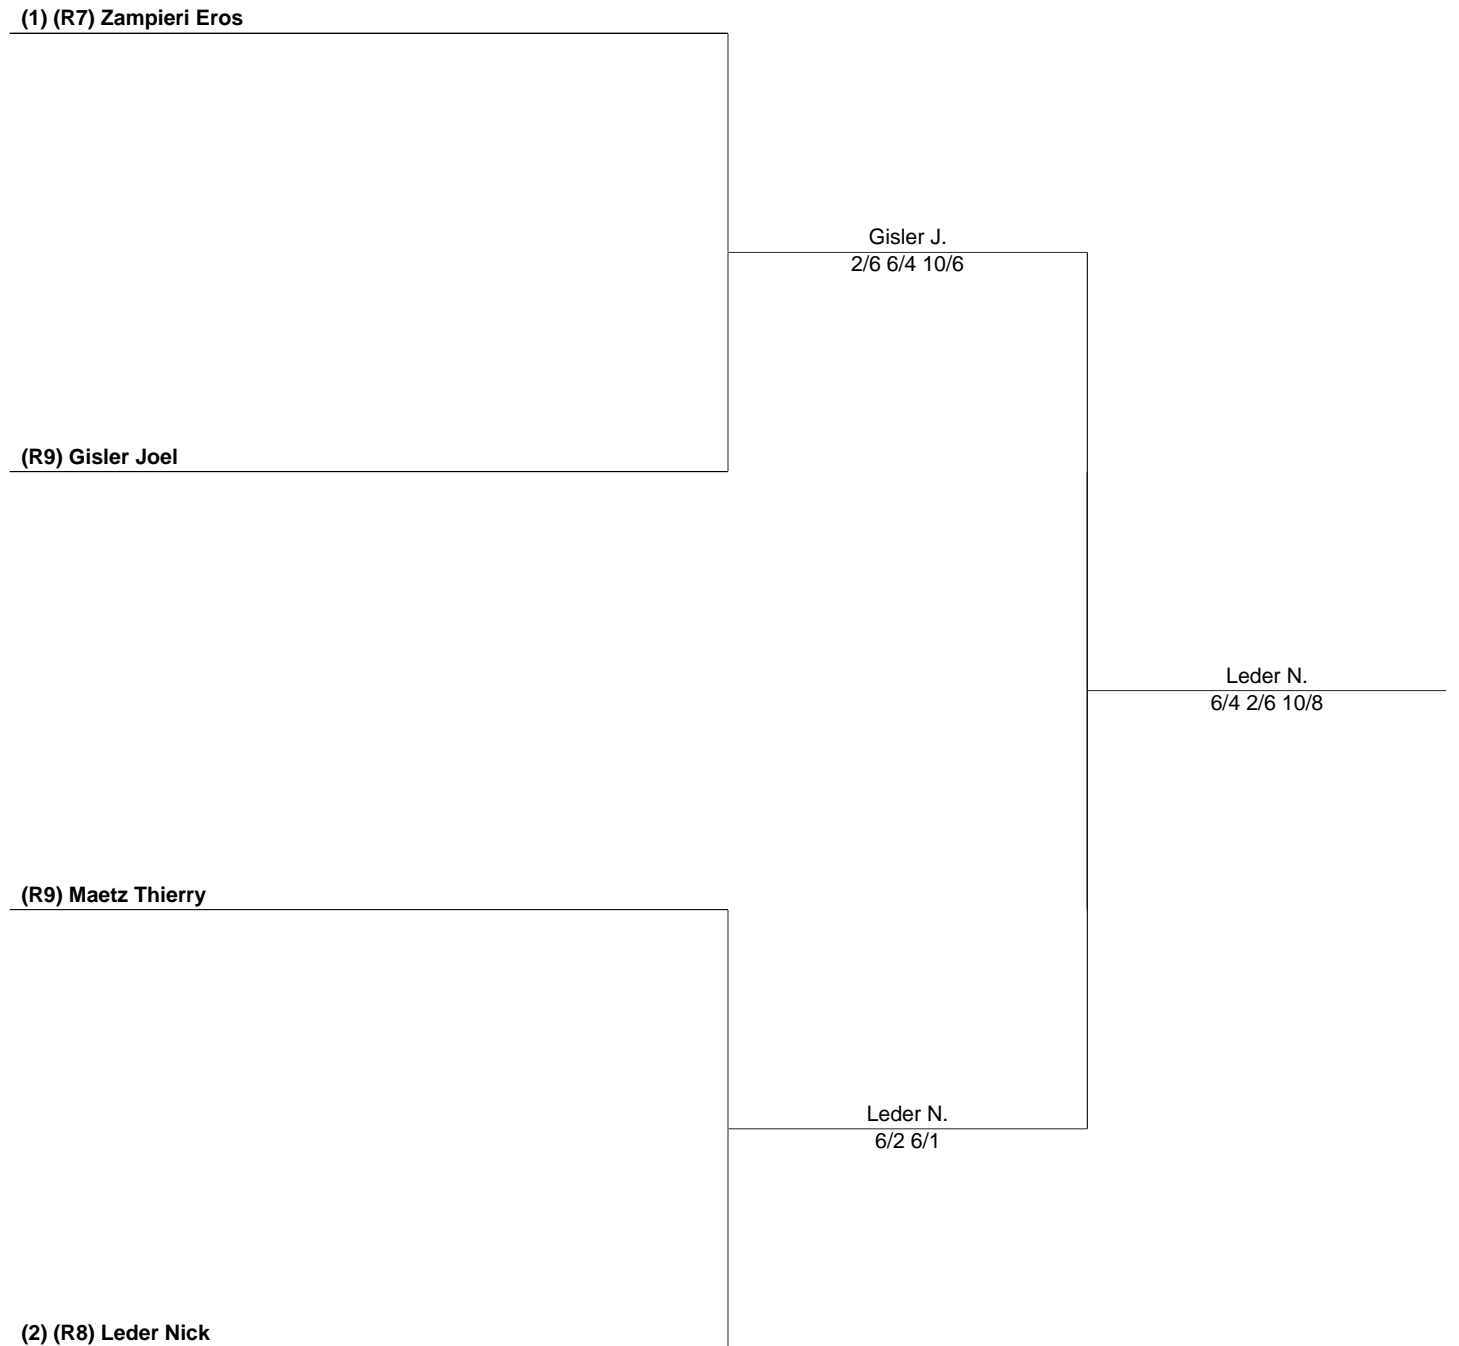 (1) (R7) Zampieri Eros
Gisler J.
2/6 6/4 10/6
(R9) Gisler Joel
Leder N.
6/4 2/6 10/8
(R9) Maetz Thierry
Leder N.
6/2 6/1
(2) (R8) Leder Nick